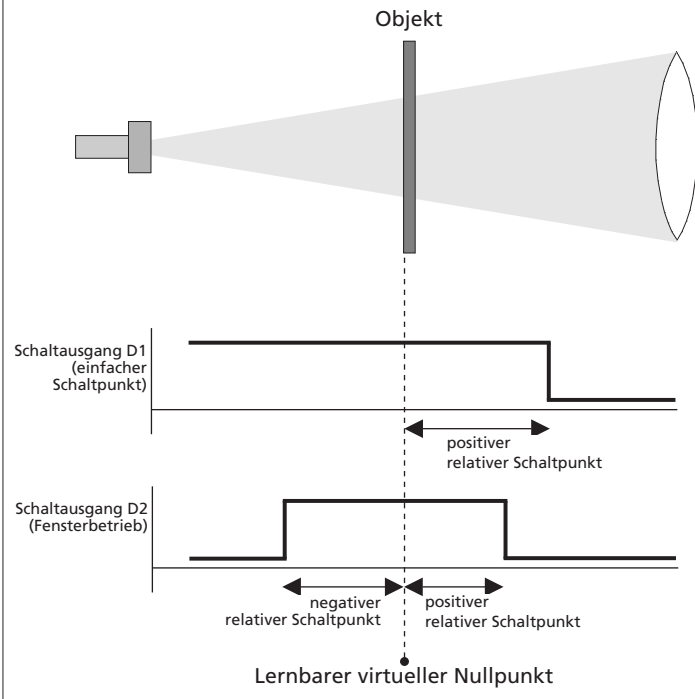 Objekt
Schaltausgang D1
(einfacher
Schaltpunkt)
positiver
relativer Schaltpunkt
Schaltausgang D2
(Fensterbetrieb)
negativer
relativer Schaltpunkt
positiver
relativer Schaltpunkt
Lernbarer virtueller Nullpunkt